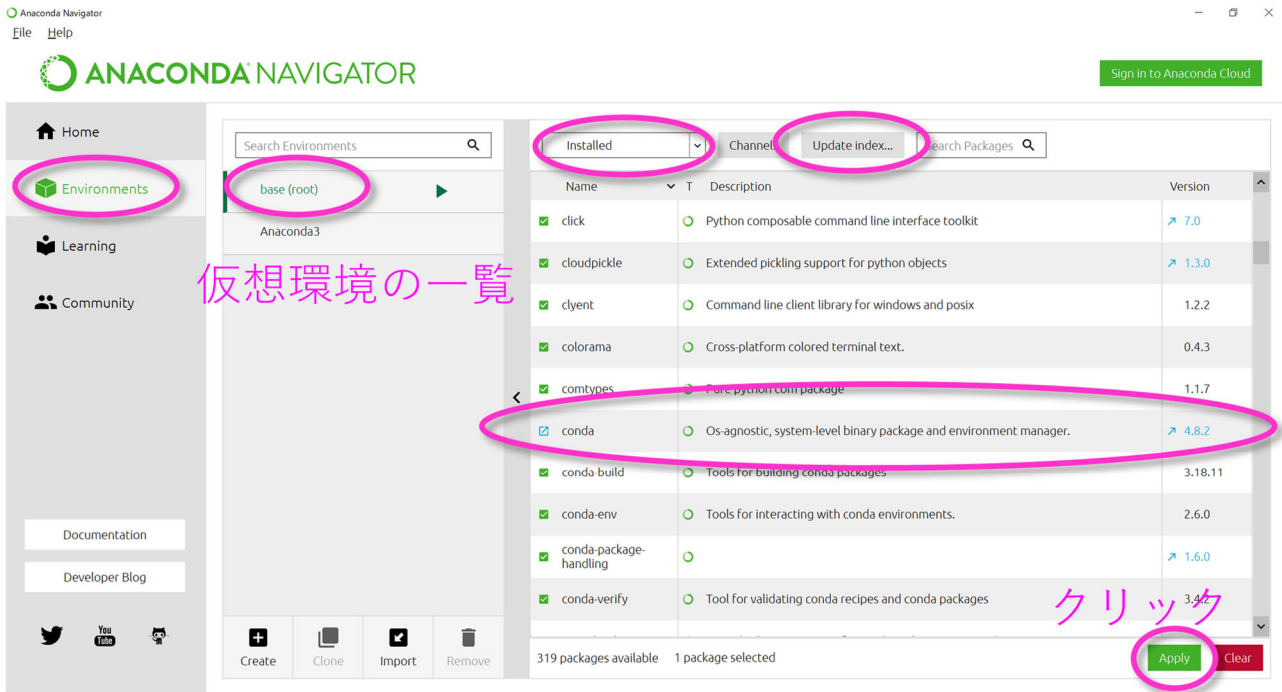 Anaconda Navigator
File Help
ANACONDA NAVIGATOR
Sign in to Anaconda Cloud
Home
Environments
Learning
Community
Documentation
Developer Blog
You
Tube
Search Environments
base (root)
Anaconda3
仮想環境の一覧
Create Clone Import Remove
Installed Channel Update index... Search Packages
Name T Description Version
click Python composable command line interface toolkit 7.0
cloudpickle Extended pickling support for python objects 1.3.0
clyent Command line client library for windows and posix 1.2.2
colorama Cross-platform colored terminal text. 0.4.3
comtypes Pure python com package 1.1.7
conda Os-agnostic, system-level binary package and environment manager. 4.8.2
conda-build Tools for building conda packages 3.18.11
conda-env Tools for interacting with conda environments. 2.6.0
conda-package-
handling 1.6.0
conda-verify Tool for validating conda recipes and conda packages 3.4.2
クリック
319 packages available 1 package selected Apply Clear